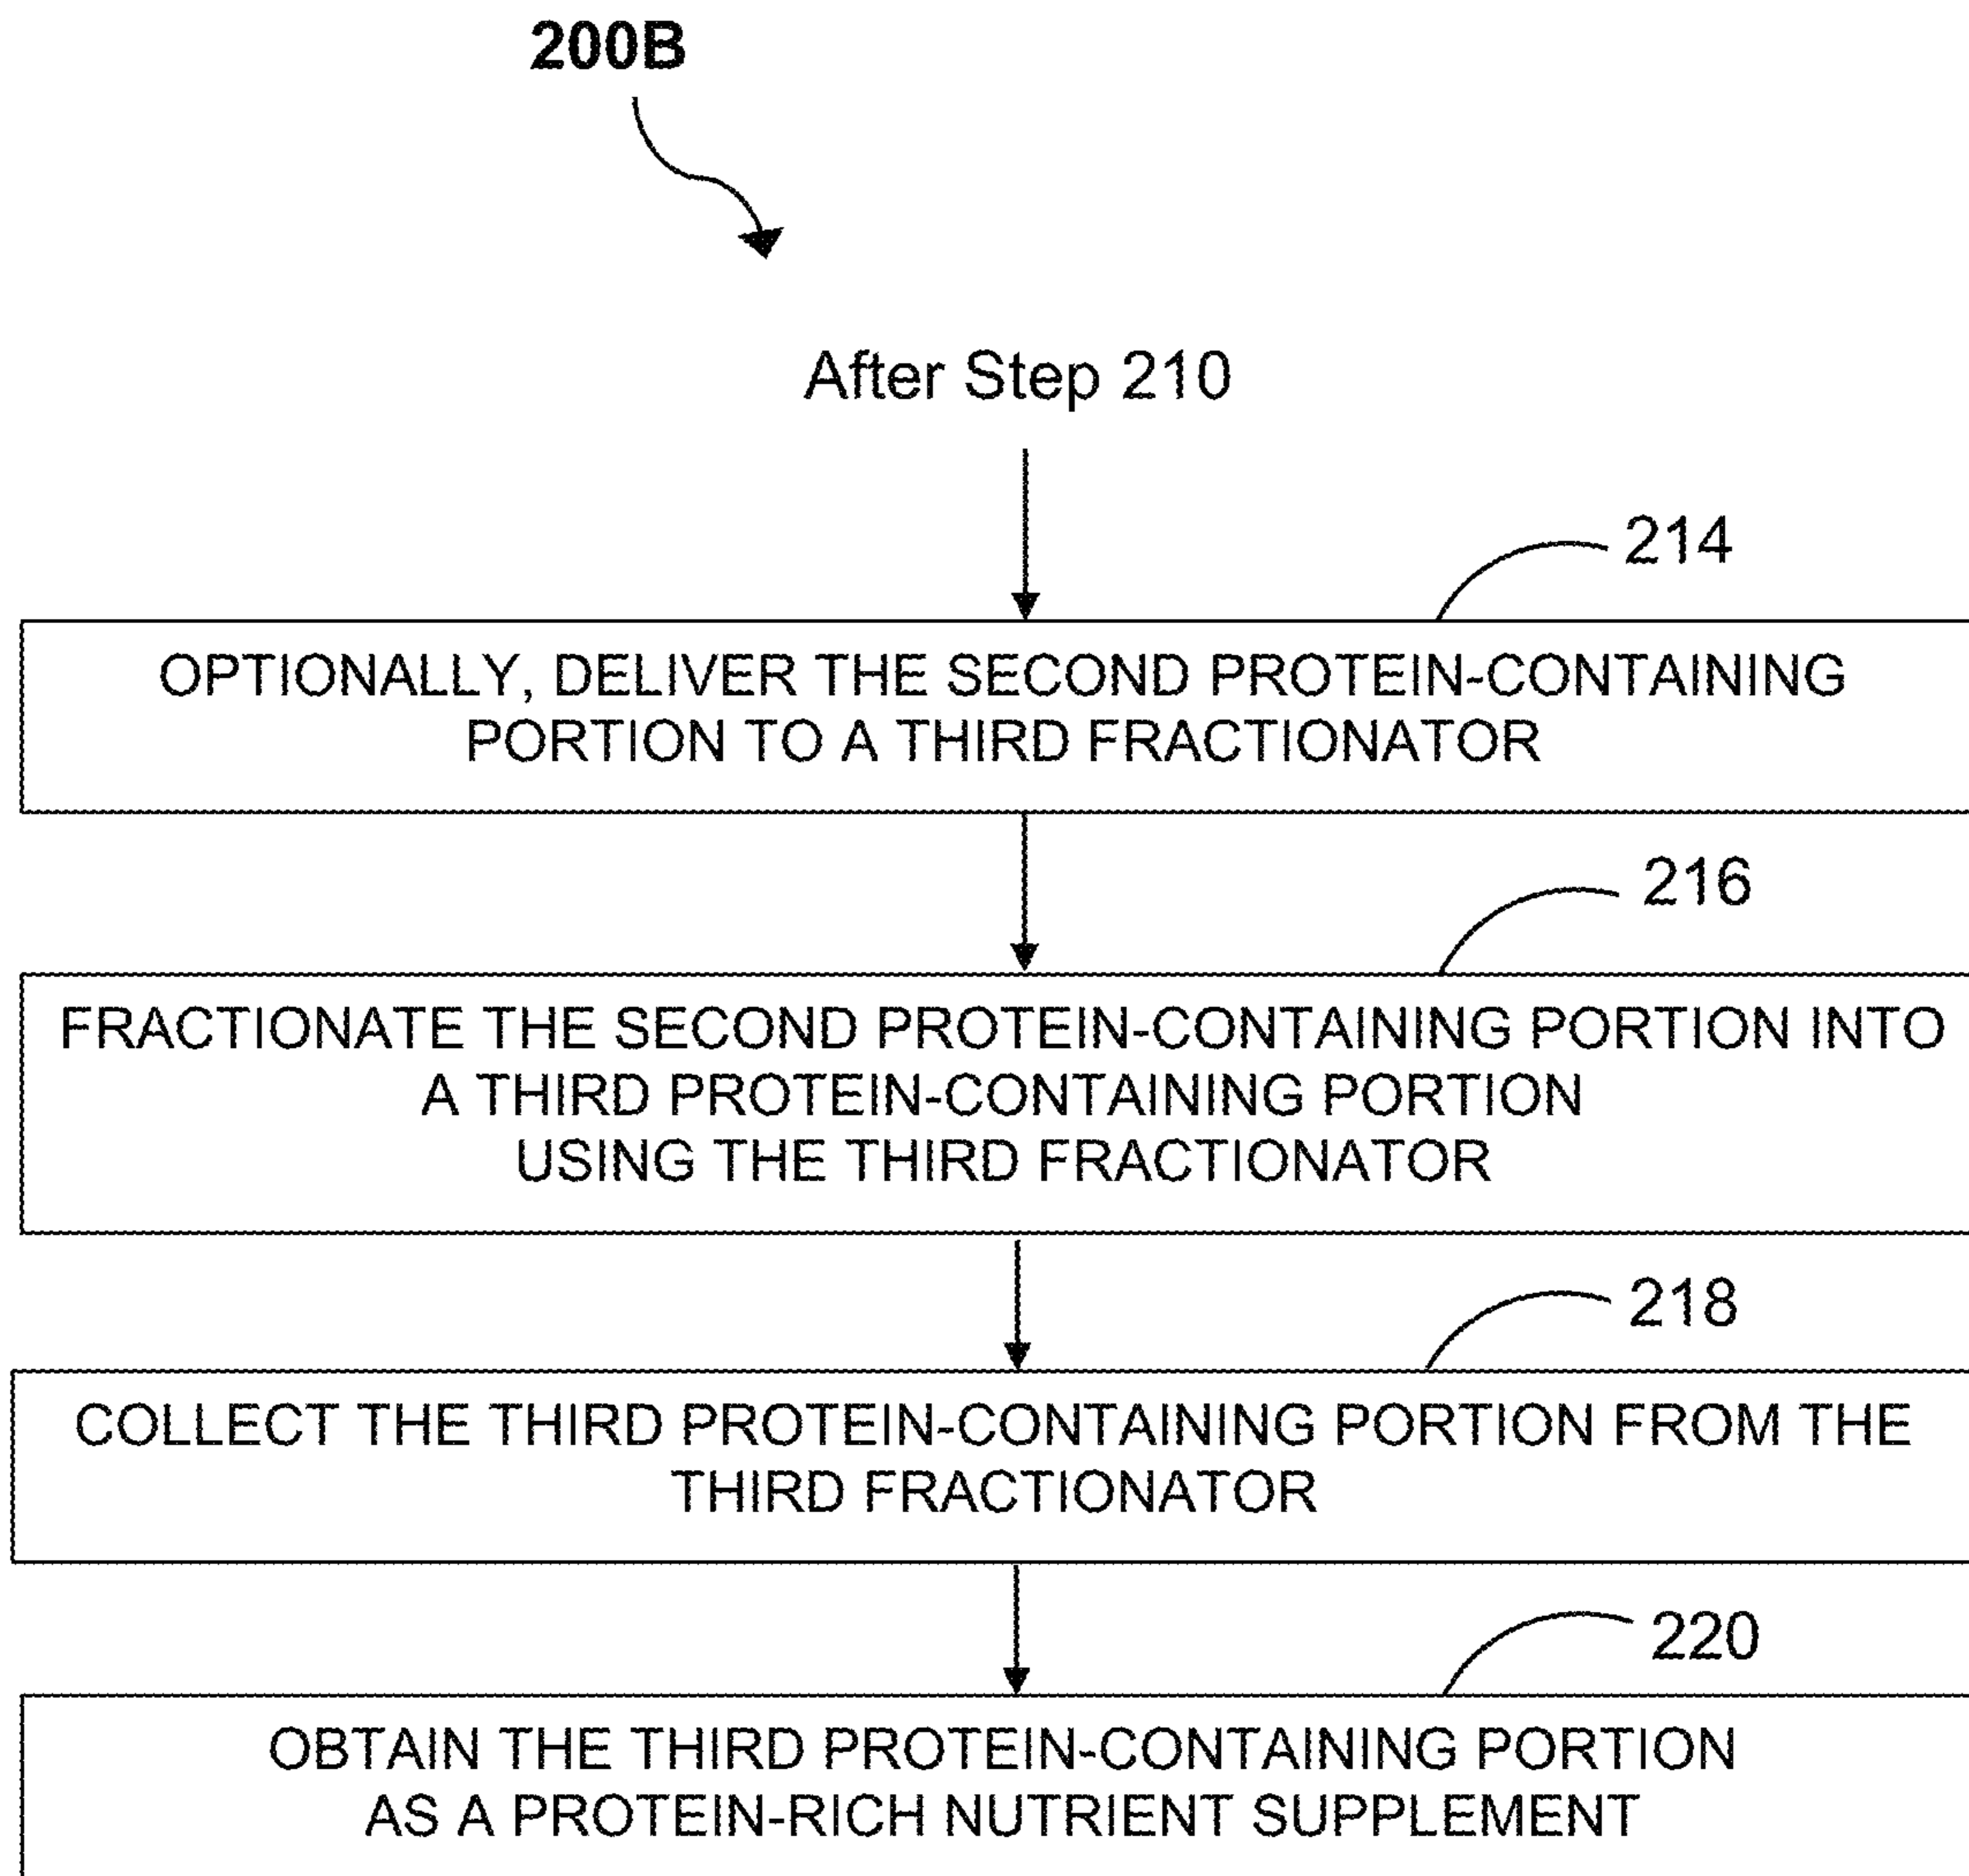 200B
After Step 210
214
OPTIONALLY, DELIVER THE SECOND PROTEIN-CONTAINING
PORTION TO A THIRD FRACTIONATOR
216
FRACTIONATE THE SECOND PROTEIN-CONTAINING PORTION INTO
A THIRD PROTEIN-CONTAINING PORTION
USING THE THIRD FRACTIONATOR
218
COLLECT THE THIRD PROTEIN-CONTAINING PORTION FROM THE
THIRD FRACTIONATOR
220
OBTAIN THE THIRD PROTEIN-CONTAINING PORTION
AS A PROTEIN-RICH NUTRIENT SUPPLEMENT